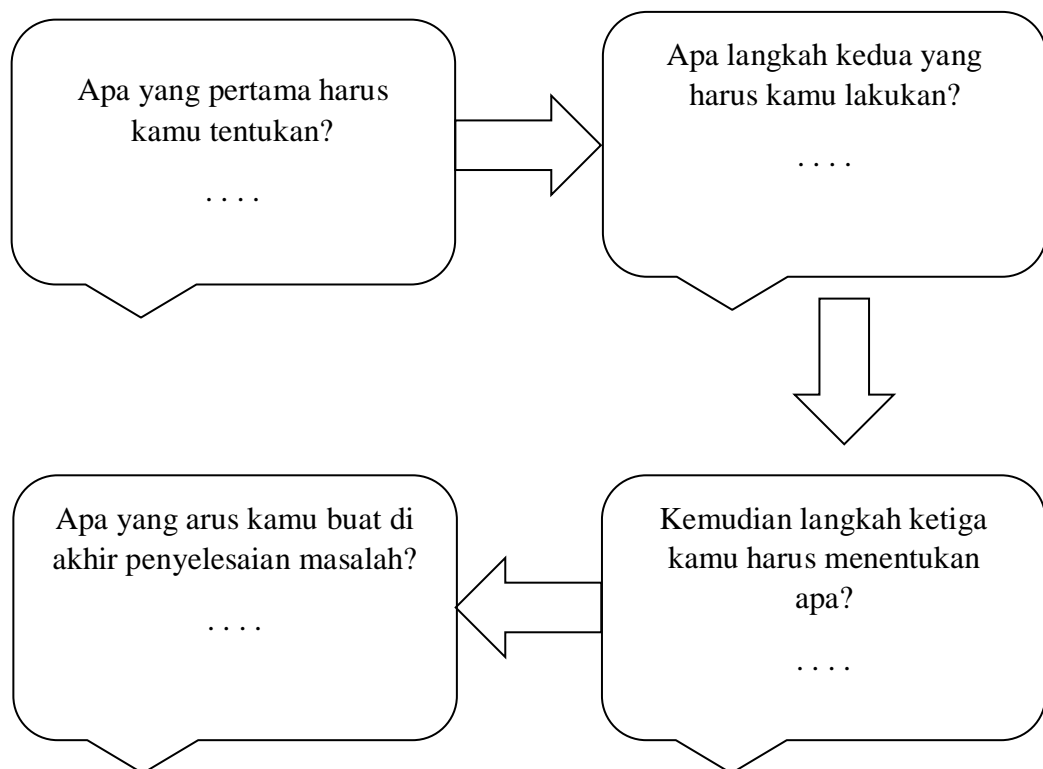 Apa yang pertama harus
kamu tentukan?
. . . .
Apa langkah kedua yang
harus kamu lakukan?
. . . .
Kemudian langkah ketiga
kamu harus menentukan
apa?
. . . .
Apa yang arus kamu buat di
akhir penyelesaian masalah?
. . . .